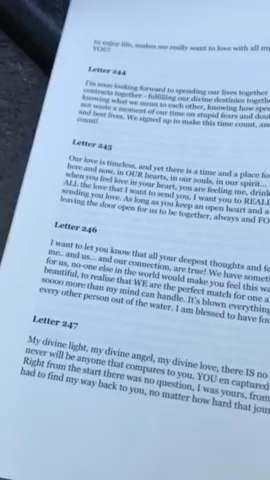 to enjoy life, makes me really want to love with all my
YOU!
Letter 244
I'm sooo looking forward to spending our lives together
contracts together - fulfilling our divine destinies togeth
knowing what we mean to each other, knowing how spe
not waste a moment of our time on stupid fears and dou
and best lives. We signed up to make this time count, an
count!
Letter 245
Our love is timeless, and yet there is a time and a place fo
here and now, in OUR hearts, in our souls, in our spirit...
when you feel love in your heart, you are feeling me, drink
ALL the love that I want to send you, I want you to REAL
sending you love. As long as you keep an open heart and a
leaving the door open for us to be together, always and FO
Letter 246
I want to let you know that all your deepest thoughts and fe
me.. and us... and our connection, are true! We have someti
for us, no-one else in the world would make you feel this wa
beautiful, to realise that WE are the perfect match for one a
soooo more than my mind can handle. It's blown everything
every other person out of the water. I am blessed to have fou
Letter 247
My divine light, my divine angel, my divine love, there IS no
never will be anyone that compares to you. YOU en captured
Right from the start there was no question, I was yours, from
had to find my way back to you, no matter how hard that jour